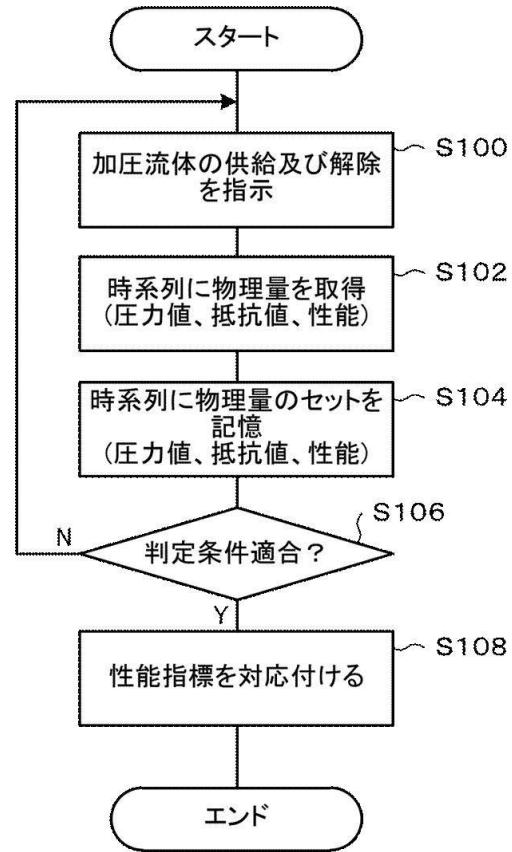 スタート
加圧流体の供給及び解除
を指示
S100
時系列に物理量を取得
(圧力値、抵抗値、性能)
S102
時系列に物理量のセットを
記憶
(圧力値、抵抗値、性能)
S104
判定条件適合？
S106
N
Y
性能指標を対応付ける
S108
エンド